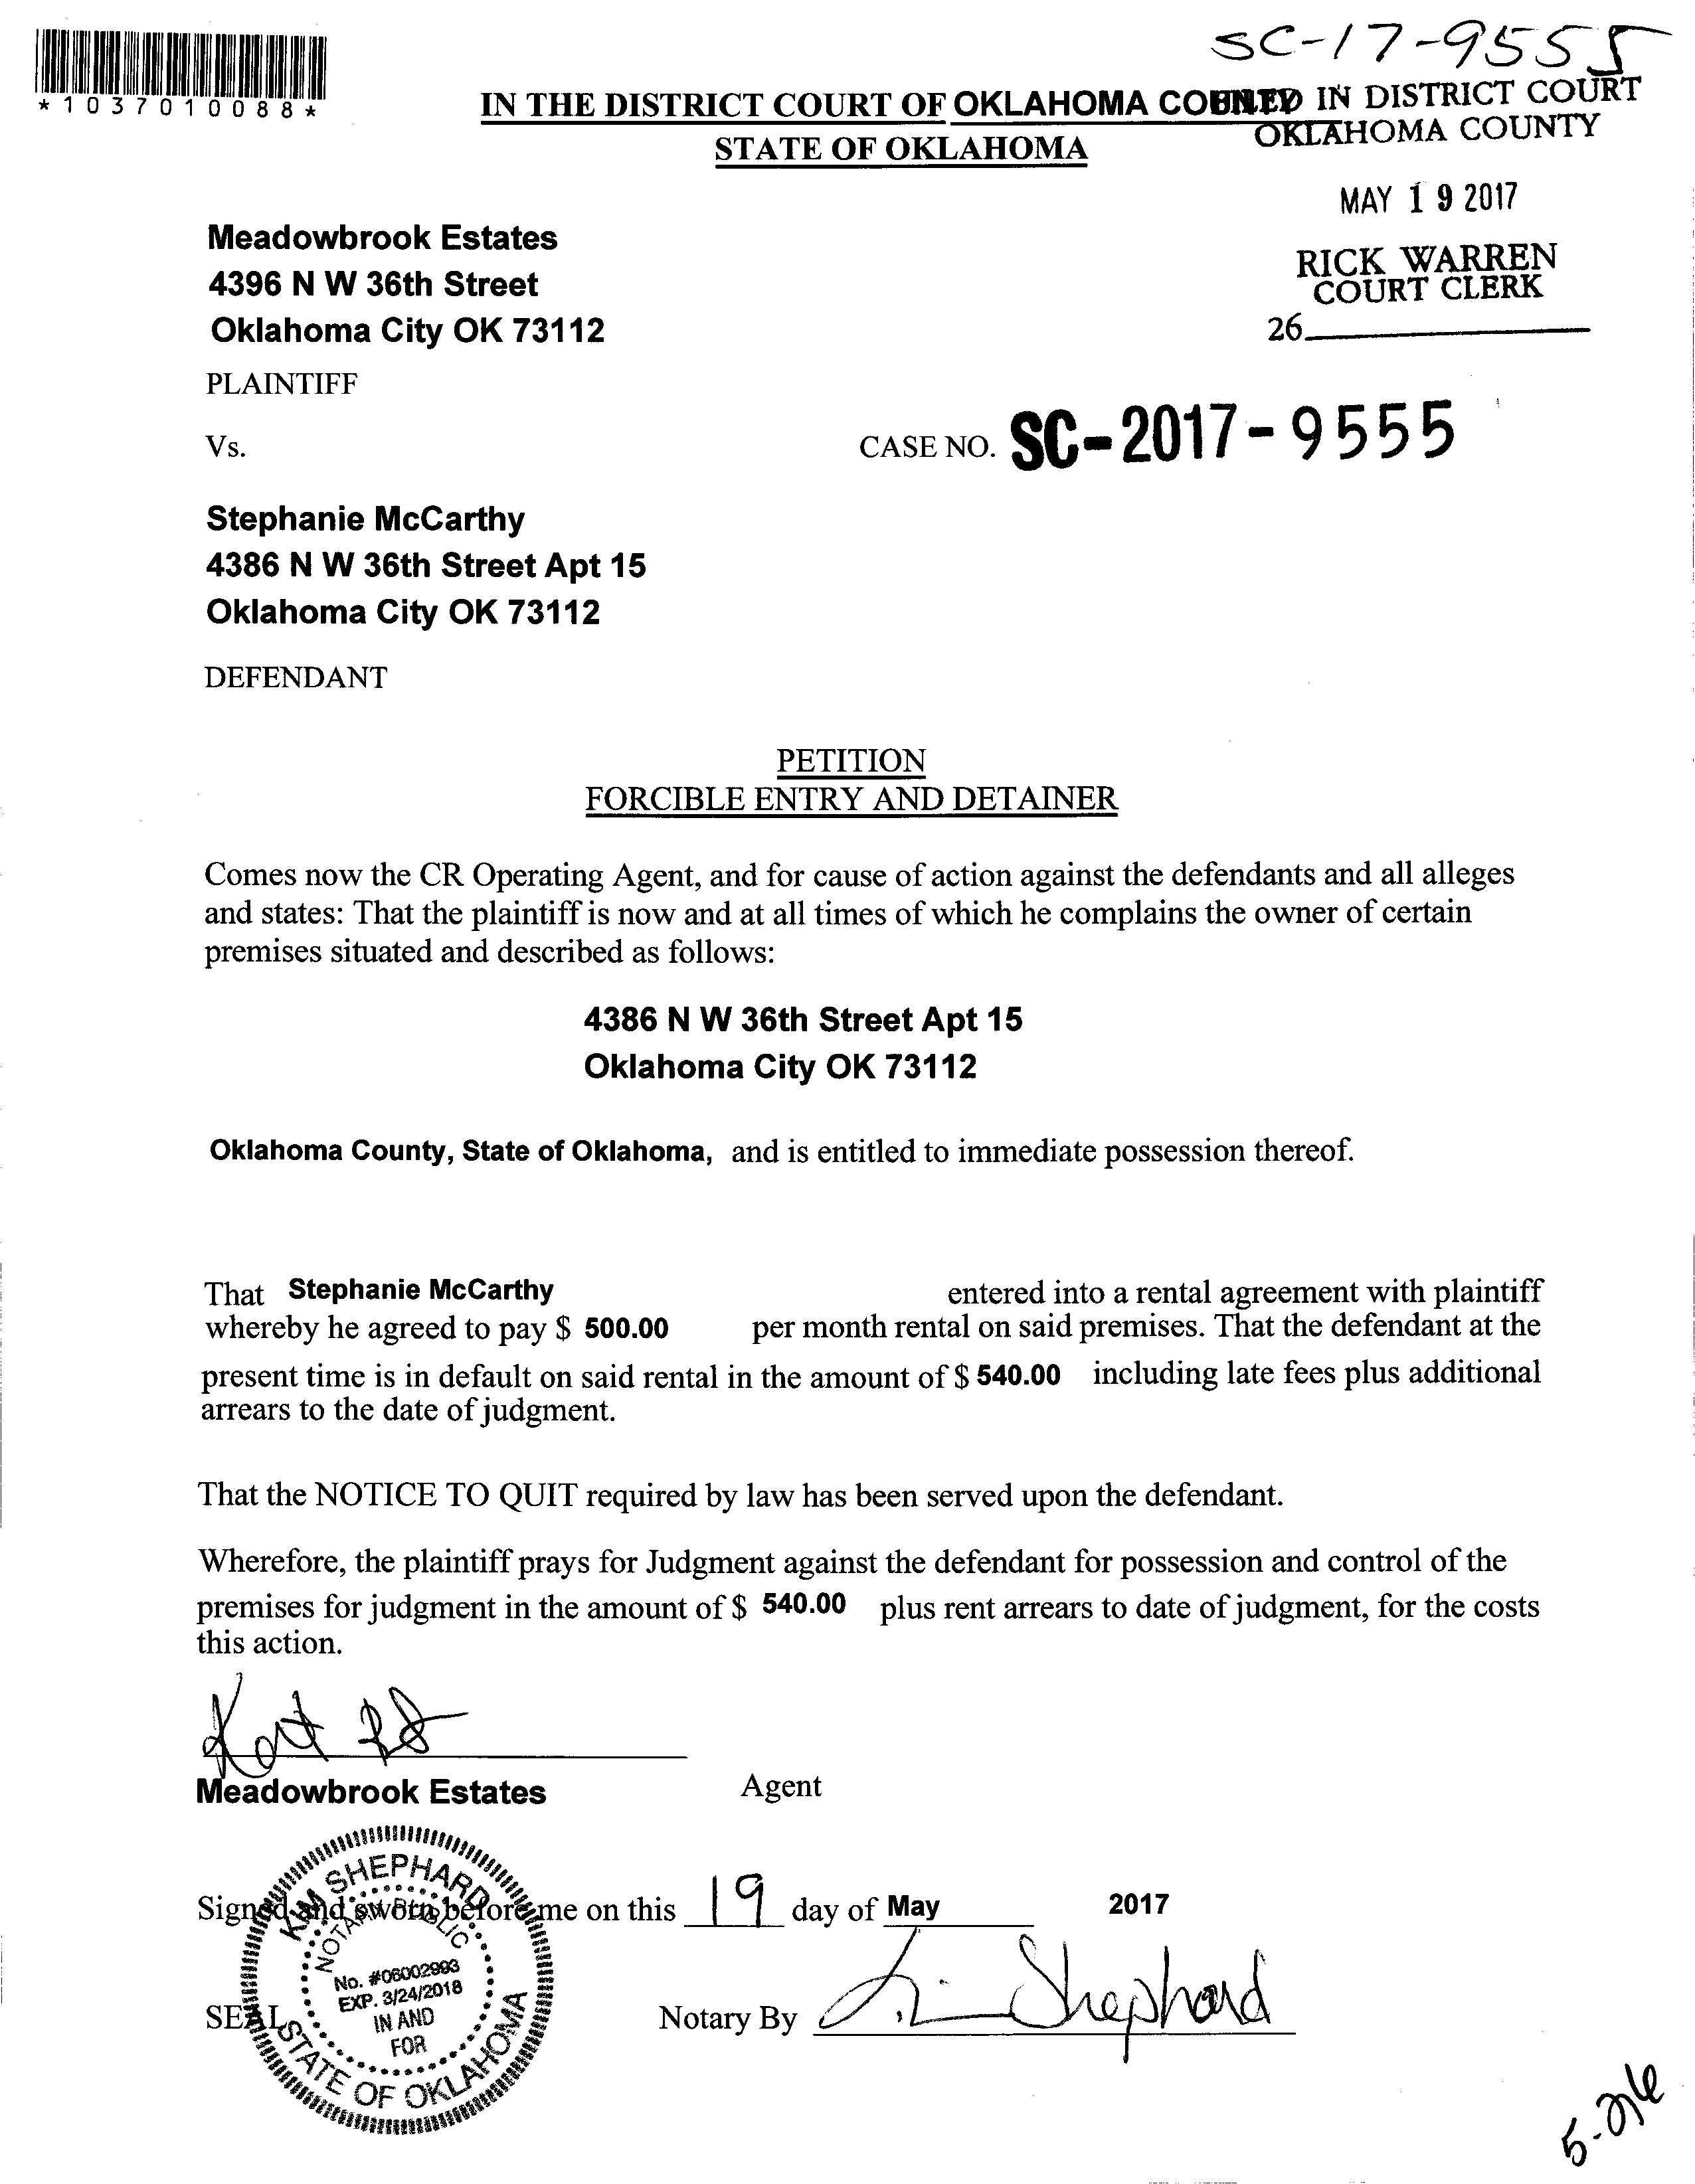 SC-17-9555
*1037010088*
IN THE DISTRICT COURT OF OKLAHOMA COUNTY
STATE OF OKLAHOMA
FILED IN DISTRICT COURT
OKLAHOMA COUNTY
MAY 19 2017
RICK WARREN
COURT CLERK
26
Meadowbrook Estates
4396 N W 36th Street
Oklahoma City OK 73112
PLAINTIFF
Vs.
CASE NO. SC-2017-9555
Stephanie McCarthy
4386 N W 36th Street Apt 15
Oklahoma City OK 73112
DEFENDANT
PETITION
FORCIBLE ENTRY AND DETAINER
Comes now the CR Operating Agent, and for cause of action against the defendants and all alleges
and states: That the plaintiff is now and at all times of which he complains the owner of certain
premises situated and described as follows:
4386 N W 36th Street Apt 15
Oklahoma City OK 73112
Oklahoma County, State of Oklahoma, and is entitled to immediate possession thereof.
That Stephanie McCarthy entered into a rental agreement with plaintiff
whereby he agreed to pay $ 500.00 per month rental on said premises. That the defendant at the
present time is in default on said rental in the amount of $ 540.00 including late fees plus additional
arrears to the date of judgment.
That the NOTICE TO QUIT required by law has been served upon the defendant.
Wherefore, the plaintiff prays for Judgment against the defendant for possession and control of the
premises for judgment in the amount of $ 540.00 plus rent arrears to date of judgment, for the costs
this action.
Meadowbrook Estates Agent
Signed and sworn before me on this 19 day of May 2017
SEAL
Notary By Kim Shephard
KIM SHEPHARD
NOTARY PUBLIC
No. #06002993
EXP. 3/24/2018
IN AND
FOR
STATE OF OKLAHOMA
5-26